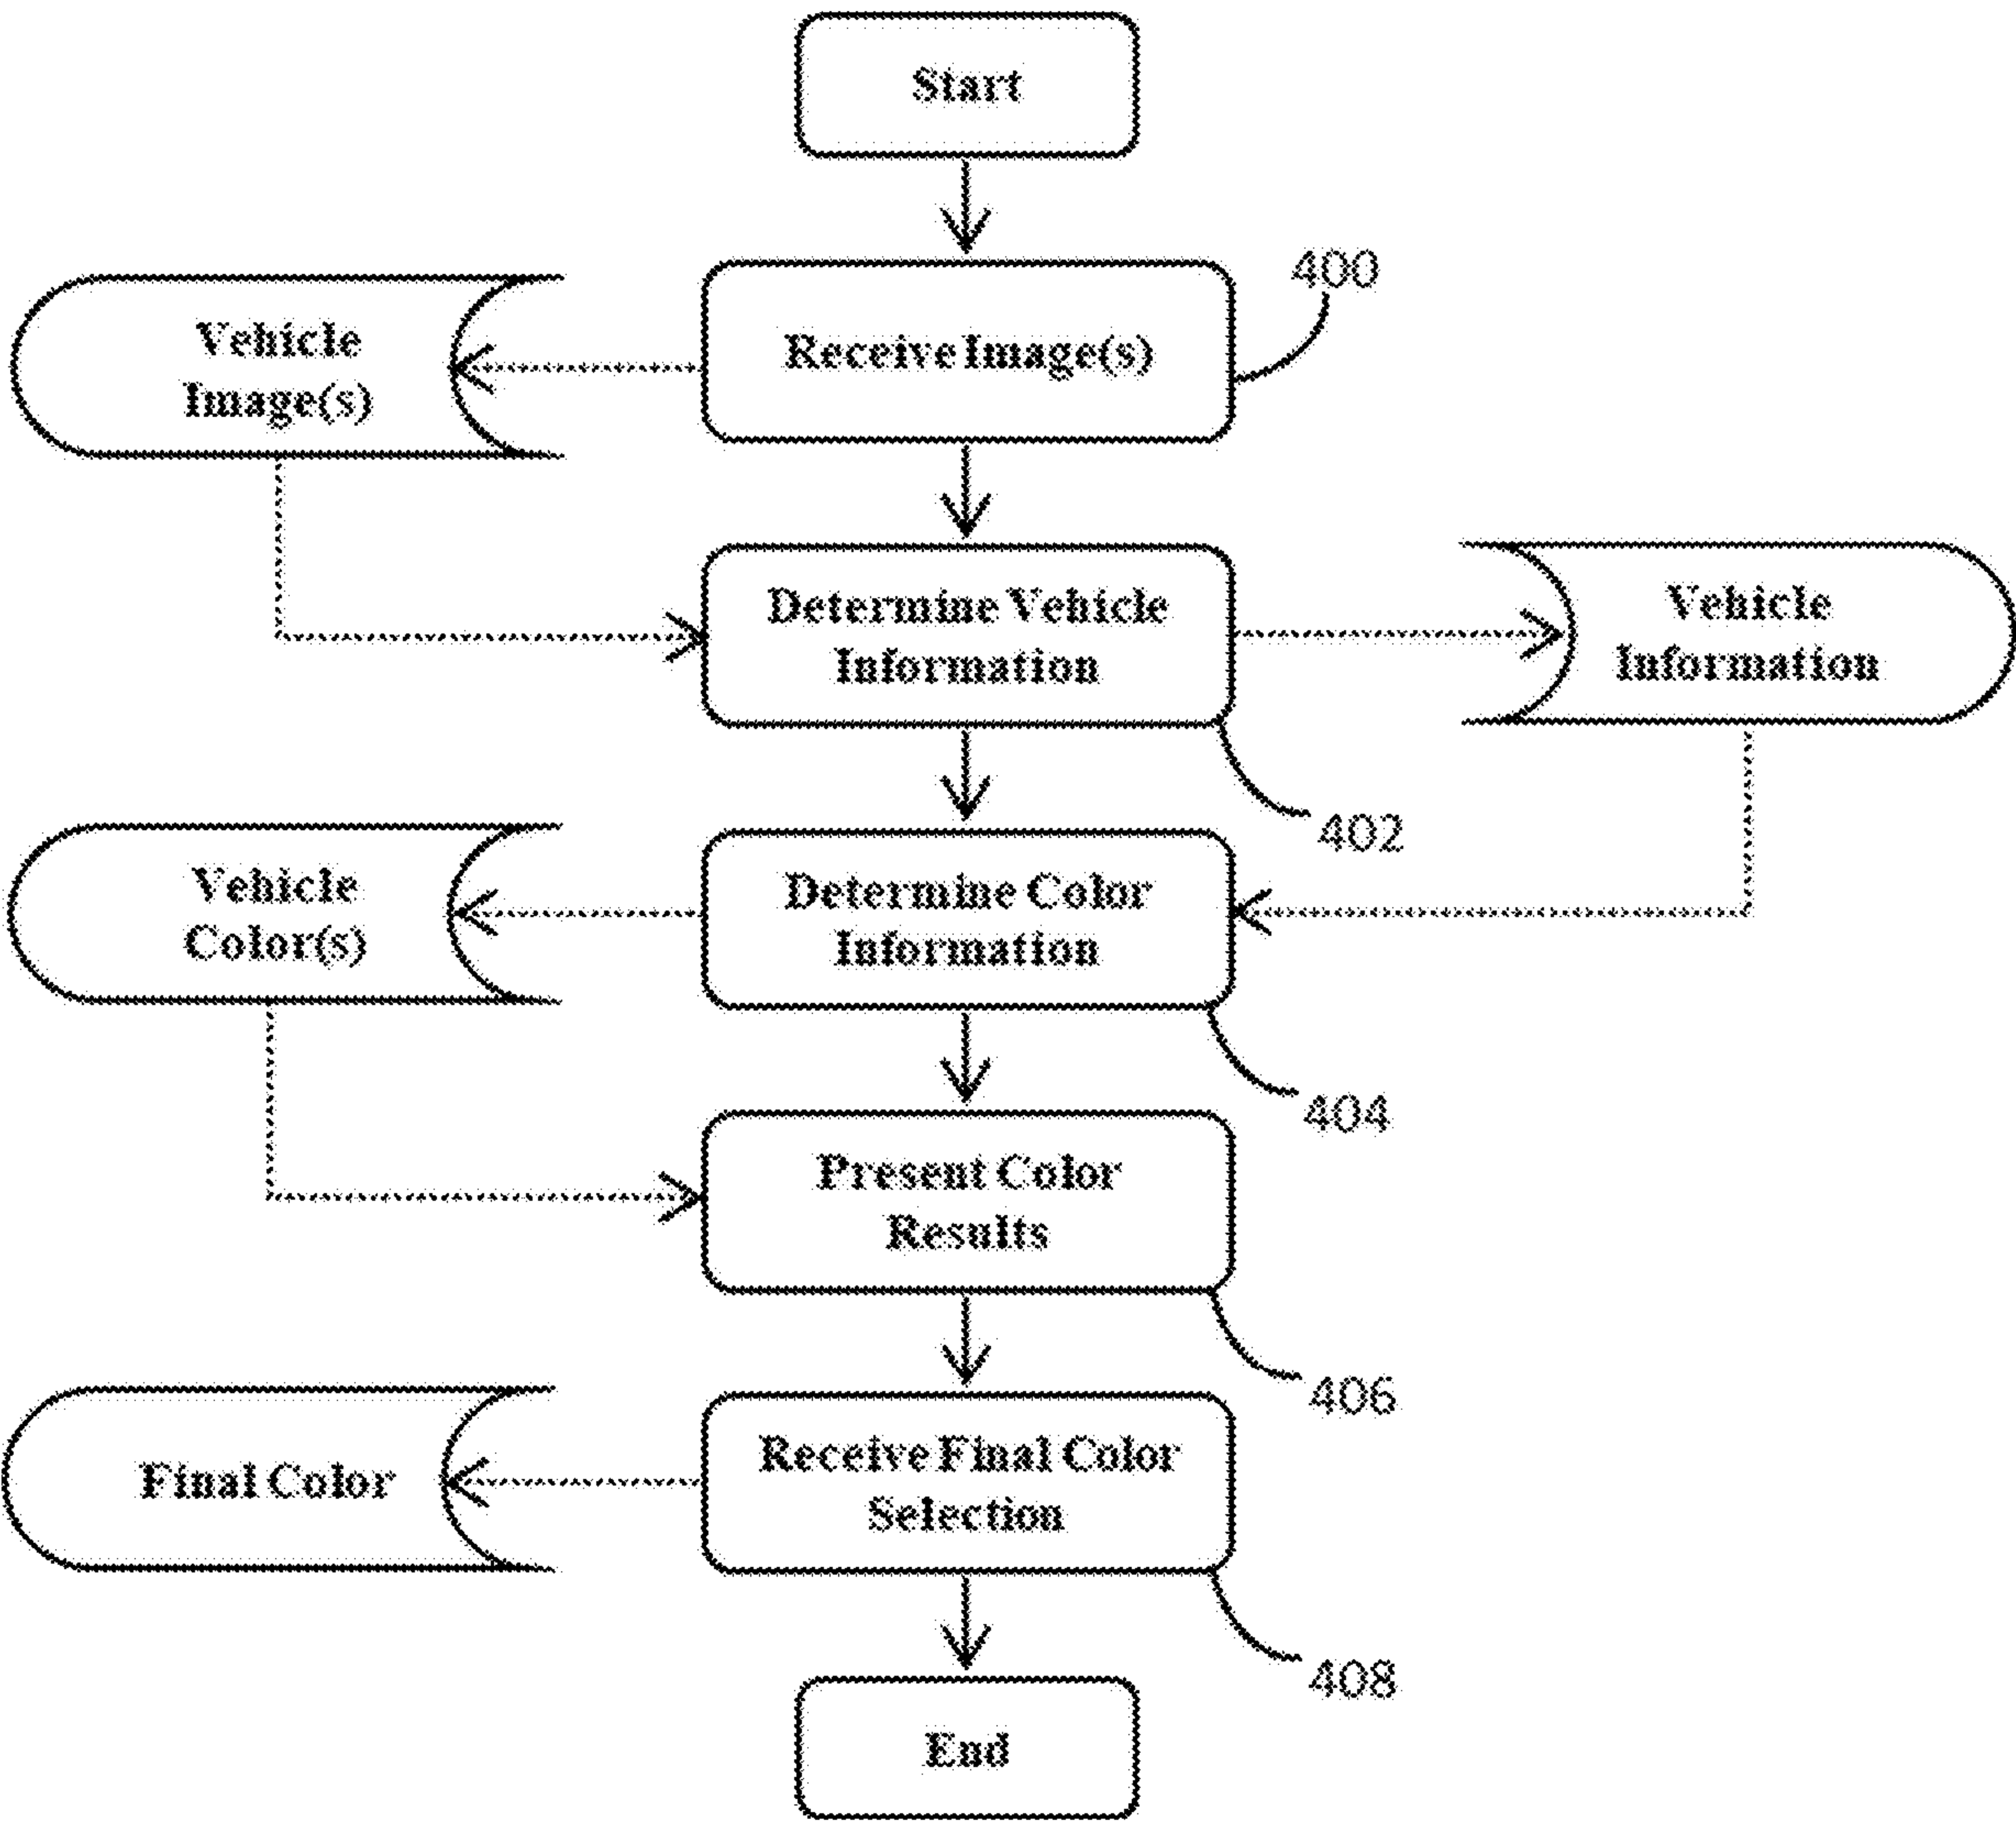 Start
400
Vehicle
Image(s)
Receive Image(s)
Determine Vehicle
Information
Vehicle
Information
402
Vehicle
Color(s)
Determine Color
Information
404
Present Color
Results
406
Final Color
Receive Final Color
Selection
408
End